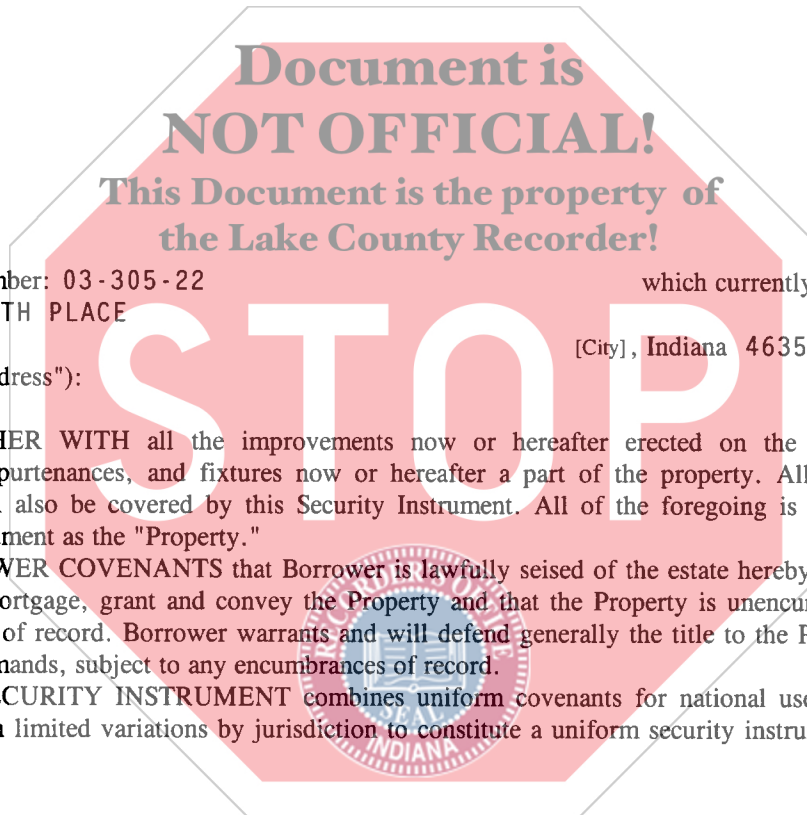 Document is
NOT OFFICIAL!
This Document is the property of
the Lake County Recorder!
nber: 03-305-22 which currently
TH PLACE
[City], Indiana 4635
dress"):
STOP
HER WITH all the improvements now or hereafter erected on the
purtenances, and fixtures now or hereafter a part of the property. All
also be covered by this Security Instrument. All of the foregoing is
ment as the "Property."
WER COVENANTS that Borrower is lawfully seised of the estate hereby
ortgage, grant and convey the Property and that the Property is unencu
of record. Borrower warrants and will defend generally the title to the P
nands, subject to any encumbrances of record.
CURITY INSTRUMENT combines uniform covenants for national use
limited variations by jurisdiction to constitute a uniform security instru
SEAL
INDIANA